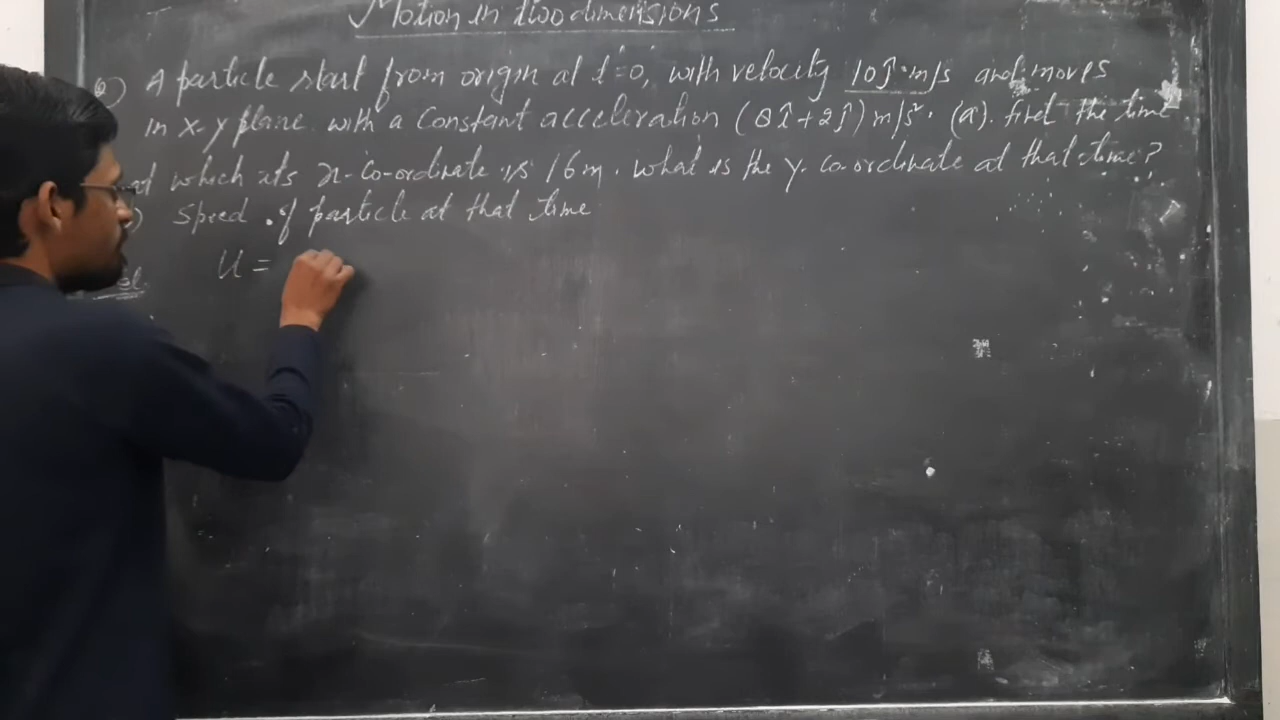 Motion in two dimensions
Q) A particle start from origin at t=0, with velocity 10ĵ m/s and moves
in x-y plane with a constant acceleration (8î+2ĵ) m/s². (a). find the time
at which its x-co-ordinate is 16m. what is the y-co-ordinate at that time?
) speed of particle at that time
U =